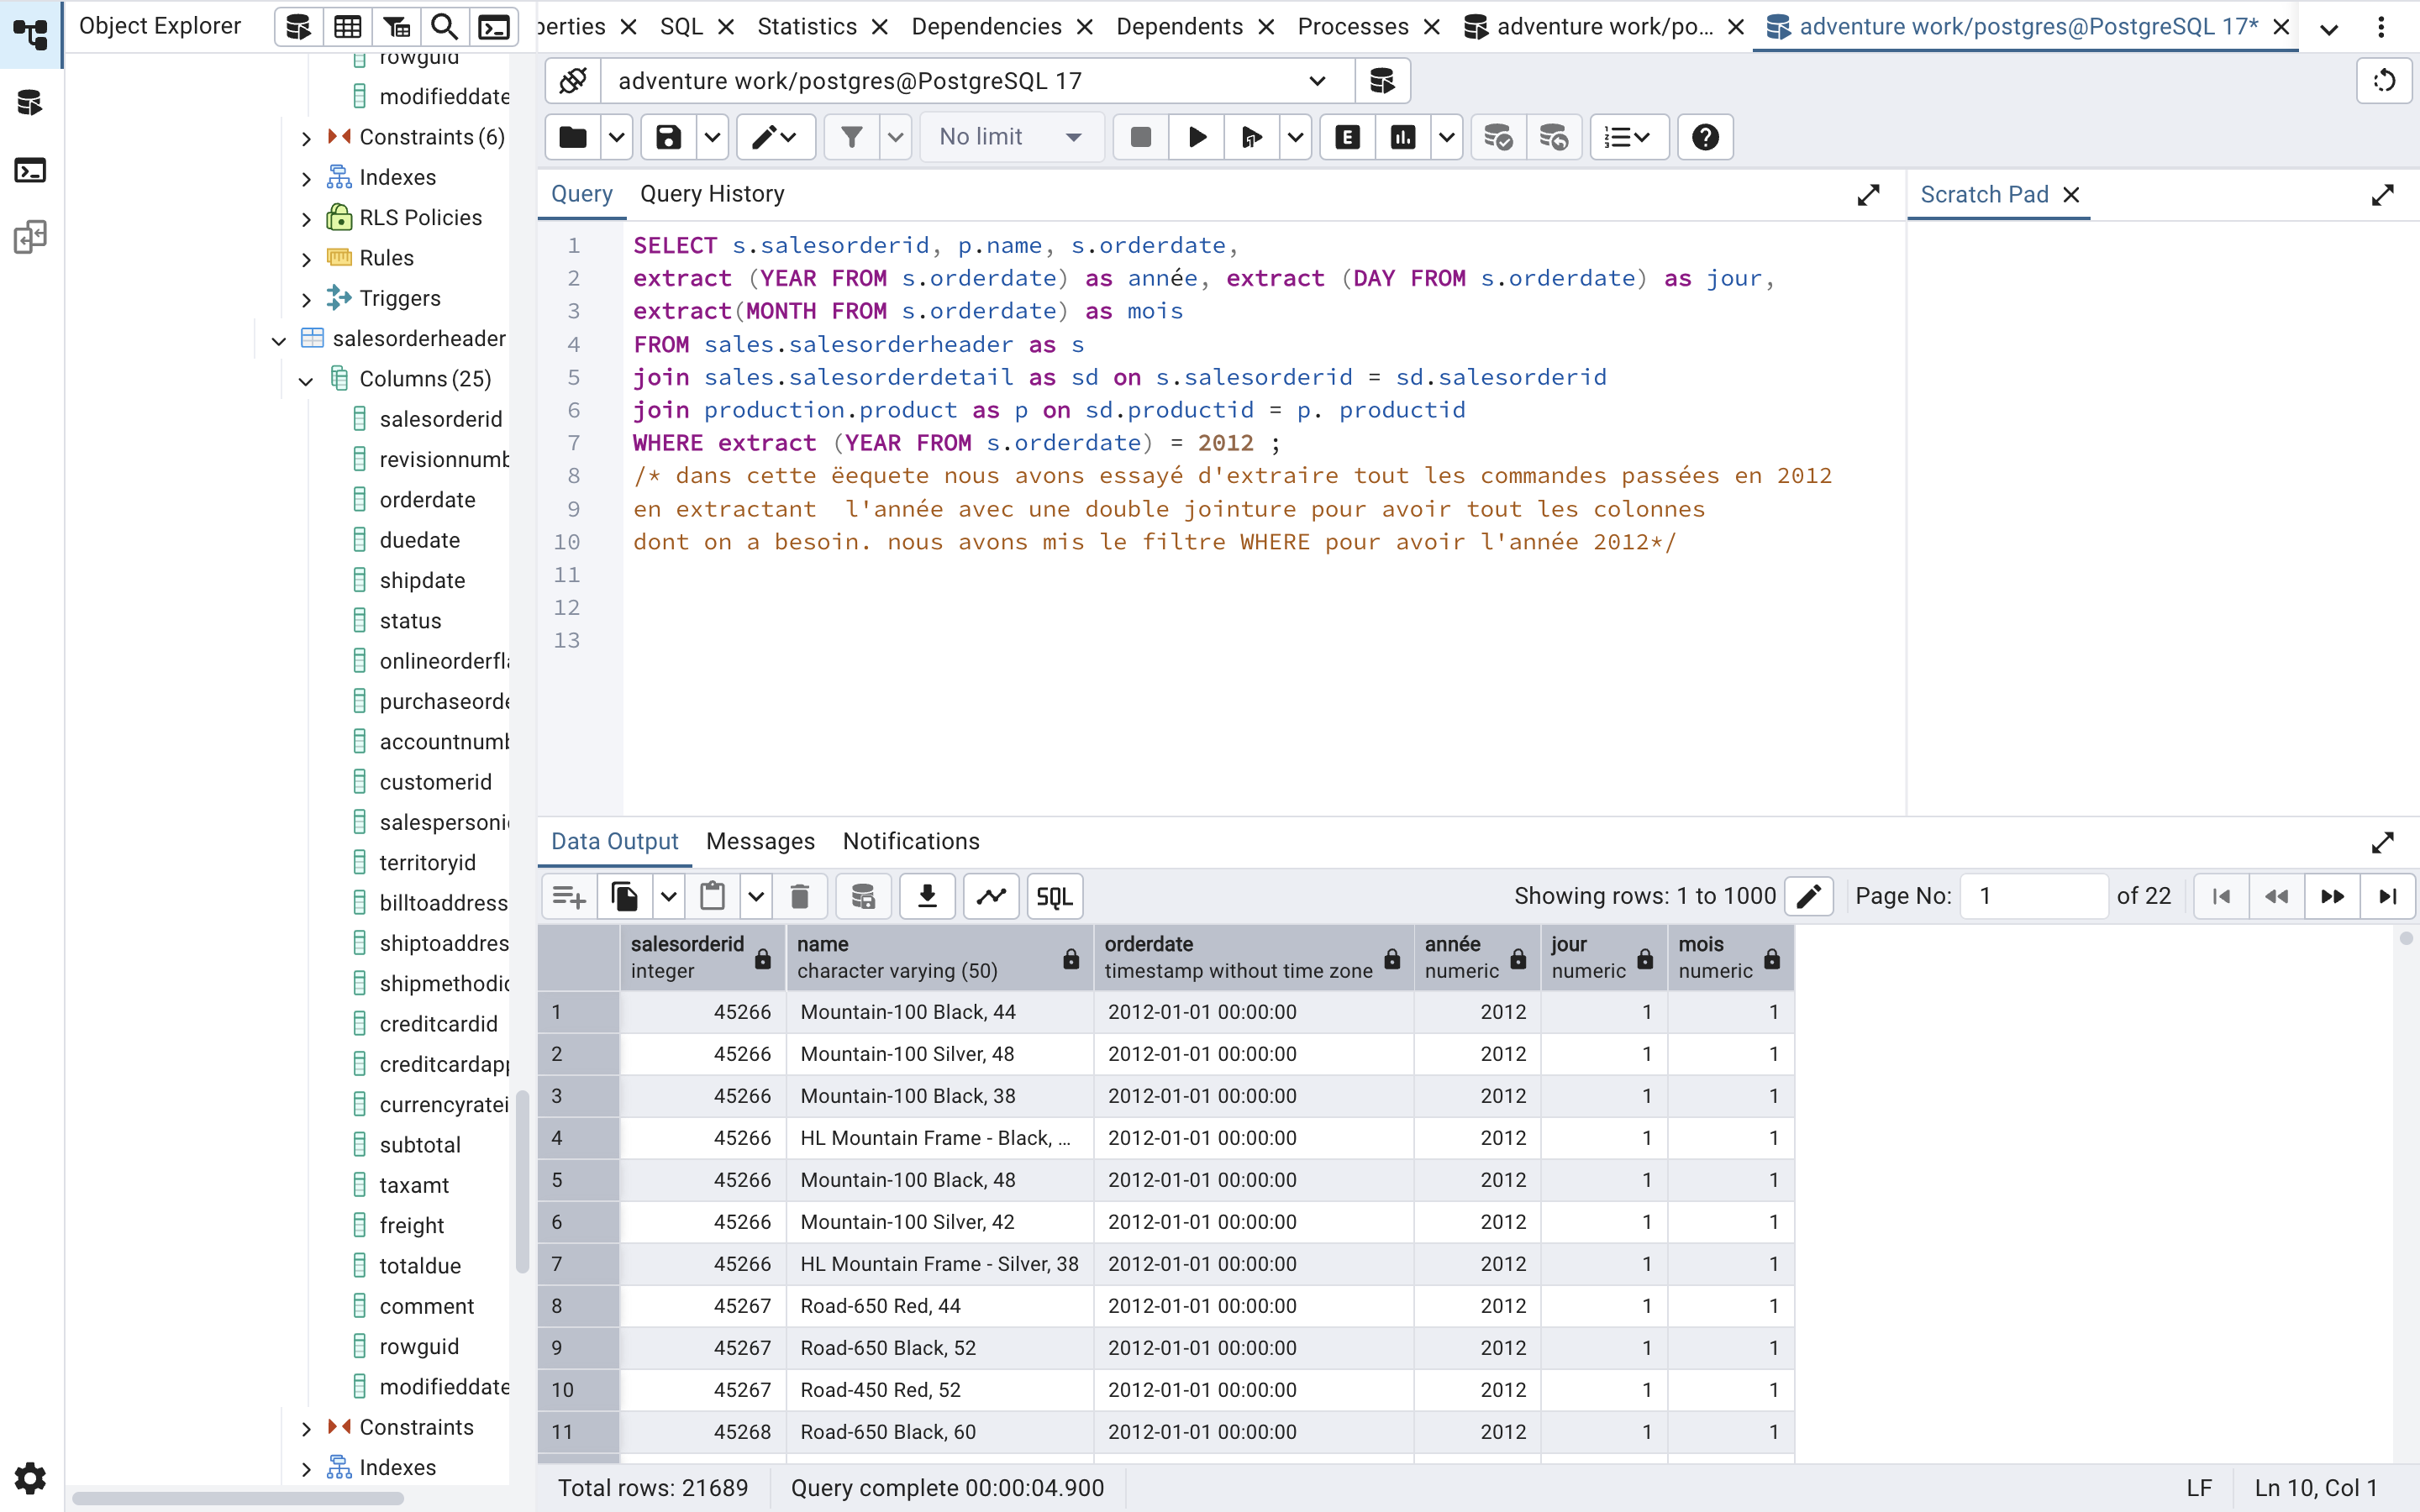 Object Explorer
perties
SQL
Statistics
Dependencies
Dependents
Processes
adventure work/po...
adventure work/postgres@PostgreSQL 17*
adventure work/postgres@PostgreSQL 17
No limit
E
rowguid
modifieddate
Constraints (6)
Indexes
RLS Policies
Rules
Triggers
salesorderheader
Columns (25)
salesorderid
revisionnumb
orderdate
duedate
shipdate
status
onlineorderfla
purchaseorde
accountnumb
customerid
salespersoni
territoryid
billtoaddress
shiptoaddres
shipmethodid
creditcardid
creditcardapp
currencyratei
subtotal
taxamt
freight
totaldue
comment
rowguid
modifieddate
Constraints
Indexes
Query
Query History
Scratch Pad
1 SELECT s.salesorderid, p.name, s.orderdate,
2 extract (YEAR FROM s.orderdate) as année, extract (DAY FROM s.orderdate) as jour,
3 extract(MONTH FROM s.orderdate) as mois
4 FROM sales.salesorderheader as s
5 join sales.salesorderdetail as sd on s.salesorderid = sd.salesorderid
6 join production.product as p on sd.productid = p. productid
7 WHERE extract (YEAR FROM s.orderdate) = 2012 ;
8 /* dans cette ëequete nous avons essayé d'extraire tout les commandes passées en 2012
9 en extractant  l'année avec une double jointure pour avoir tout les colonnes
10 dont on a besoin. nous avons mis le filtre WHERE pour avoir l'année 2012*/
11
12
13
Data Output
Messages
Notifications
SQL
Showing rows: 1 to 1000
Page No: 1 of 22
salesorderid name orderdate année jour mois
integer character varying (50) timestamp without time zone numeric numeric numeric
1 45266 Mountain-100 Black, 44 2012-01-01 00:00:00 2012 1 1
2 45266 Mountain-100 Silver, 48 2012-01-01 00:00:00 2012 1 1
3 45266 Mountain-100 Black, 38 2012-01-01 00:00:00 2012 1 1
4 45266 HL Mountain Frame - Black, ... 2012-01-01 00:00:00 2012 1 1
5 45266 Mountain-100 Black, 48 2012-01-01 00:00:00 2012 1 1
6 45266 Mountain-100 Silver, 42 2012-01-01 00:00:00 2012 1 1
7 45266 HL Mountain Frame - Silver, 38 2012-01-01 00:00:00 2012 1 1
8 45267 Road-650 Red, 44 2012-01-01 00:00:00 2012 1 1
9 45267 Road-650 Black, 52 2012-01-01 00:00:00 2012 1 1
10 45267 Road-450 Red, 52 2012-01-01 00:00:00 2012 1 1
11 45268 Road-650 Black, 60 2012-01-01 00:00:00 2012 1 1
Total rows: 21689
Query complete 00:00:04.900
LF
Ln 10, Col 1